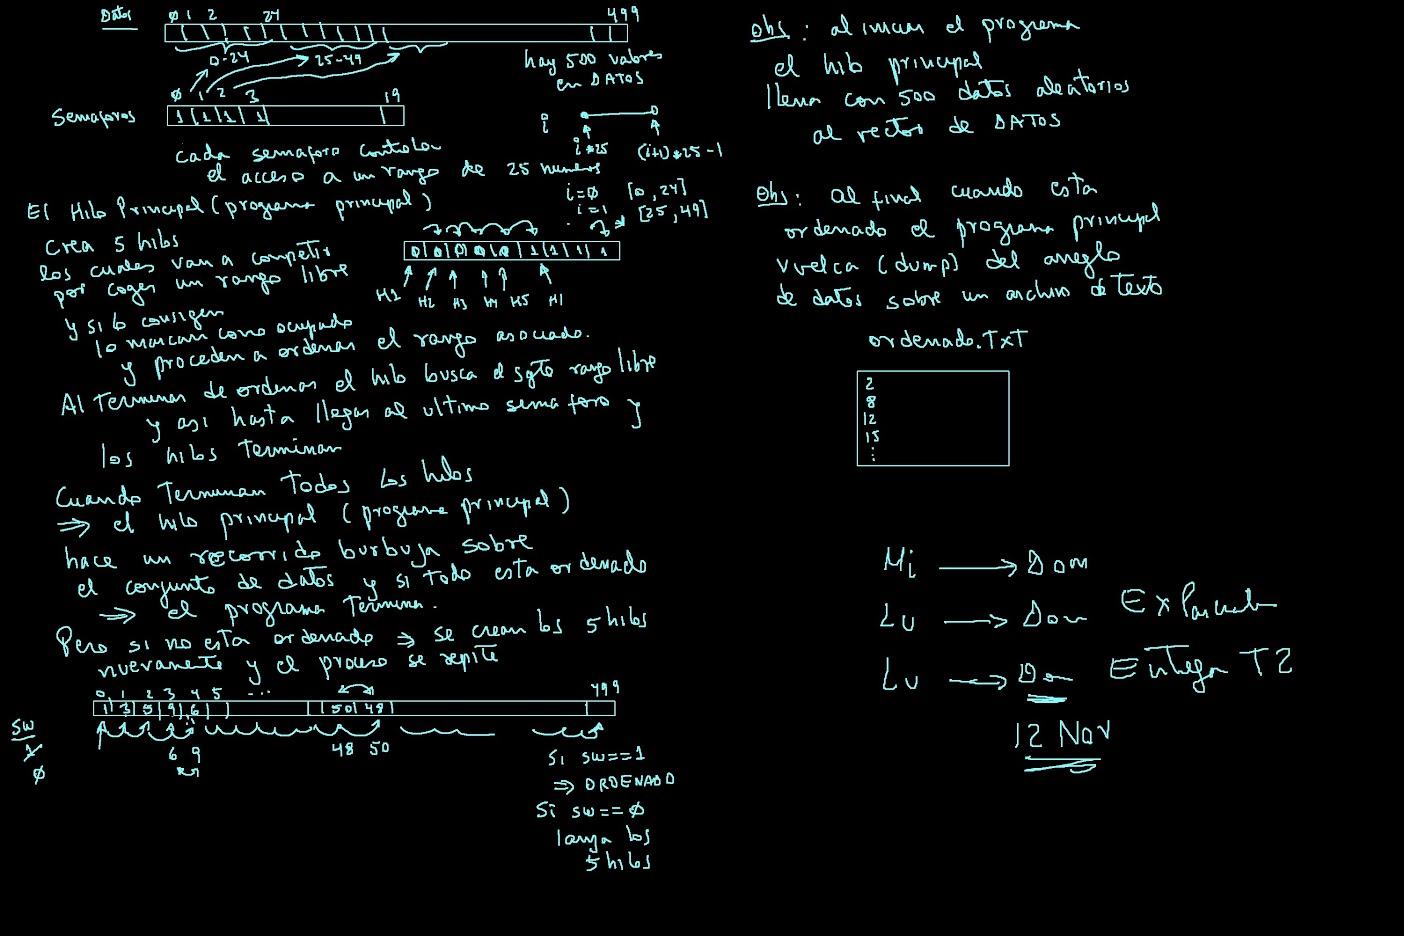 Datos
0 1 2 24 499
0-24 25-49
hay 500 valores
en DATOS
0 1 2 3 19
Semaforos 1 1 1 1
cada semaforo controla
el acceso a un rango de 25 numeros
i
i*25 (i+1)*25-1
i=0 [0,24]
i=1 [25,49]
El Hilo Principal (programa principal)
crea 5 hilos
los cuales van a competir
por coger un rango libre
y si lo consigen
lo marcan como ocupado
y proceden a ordenar el rango asociado.
0 0 0 0 0 1 1 1 1
H1 H2 H3 H4 H5 H1
Al terminar de ordenar el hilo busca el sgte rango libre
y asi hasta llegar al ultimo semaforo y
los hilos terminan
Cuando terminan todos los hilos
⇒ el hilo principal (programa principal)
hace un recorrido burbuja sobre
el conjunto de datos y si todo esta ordenado
⇒ el programa termina.
Pero si no esta ordenado ⇒ se crean los 5 hilos
nuevamente y el proceso se repite
0 1 2 3 4 5 ... 499
1 3 5 9 6 50 48
SW
1
0
6 9 48 50
Si sw==1
⇒ ORDENADO
Si sw==0
lanza los
5 hilos
Obs: al iniciar el programa
el hilo principal
llena con 500 datos aleatorios
al vector de DATOS
Obs: al final cuando esta
ordenado el programa principal
vuelca (dump) del arreglo
de datos sobre un archivo de texto
ordenado.TXT
2
8
12
15
⋮
Mi → Dom
Lu → Dom Ex Parcial
Lu → Dom Entrega T2
12 Nov